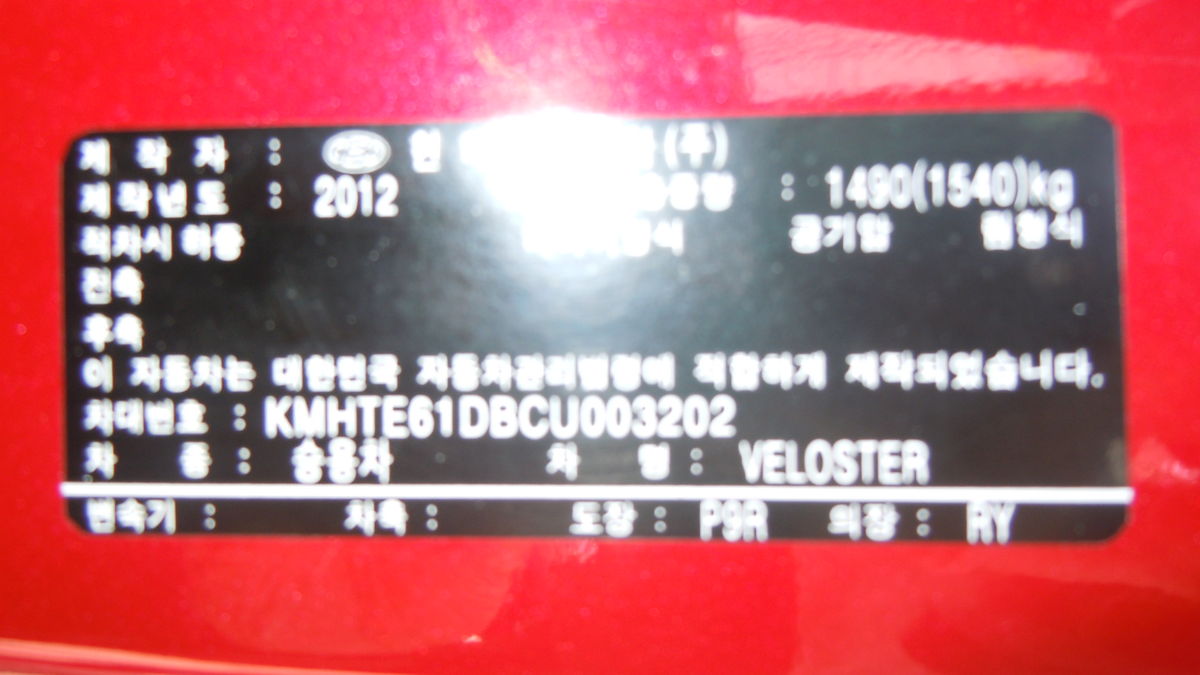 제작자 : 현 (주)
제작년도 : 2012 : 1490(1540)kg
적차시 하중 공기압 림형식
전축
후축
이 자동차는 대한민국 자동차관리법령에 적합하게 제작되었습니다.
차대번호 : KMHTE61DBCU003202
차 종 : 승용차 차 명 : VELOSTER
변속기 : 차축 : 도장 : P9R 의장 : RY